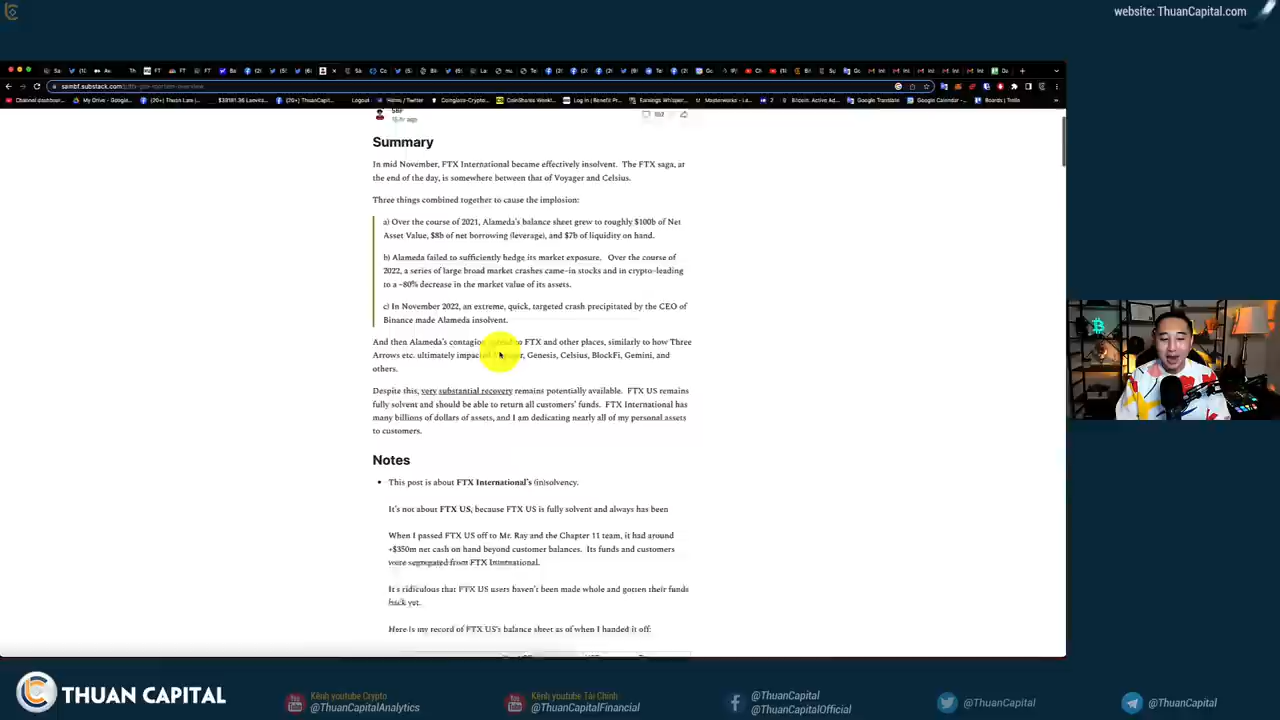 website: ThuanCapital.com
sambf.substack.com
SBF
157
Summary
In mid November, FTX International became effectively insolvent. The FTX saga, at
the end of the day, is somewhere between that of Voyager and Celsius.
Three things combined together to cause the implosion:
a) Over the course of 2021, Alameda's balance sheet grew to roughly $100b of Net
Asset Value, $8b of net borrowing (leverage), and $7b of liquidity on hand.
b) Alameda failed to sufficiently hedge its market exposure. Over the course of
2022, a series of large broad market crashes came–in stocks and in crypto–leading
to a ~80% decrease in the market value of its assets.
c) In November 2022, an extreme, quick, targeted crash precipitated by the CEO of
Binance made Alameda insolvent.
And then Alameda's contagion to FTX and other places, similarly to how Three
Arrows etc. ultimately impacted Genesis, Celsius, BlockFi, Gemini, and
others.
Despite this, very substantial recovery remains potentially available. FTX US remains
fully solvent and should be able to return all customers' funds. FTX International has
many billions of dollars of assets, and I am dedicating nearly all of my personal assets
to customers.
Notes
• This post is about FTX International's (in)solvency.
It's not about FTX US, because FTX US is fully solvent and always has been
When I passed FTX US off to Mr. Ray and the Chapter 11 team, it had around
+$350m net cash on hand beyond customer balances. Its funds and customers
were segregated from FTX International.
It's ridiculous that FTX US users haven't been made whole and gotten their funds
back yet.
Here is my record of FTX US's balance sheet as of when I handed it off:
THUAN CAPITAL
Kênh youtube Crypto
@ThuanCapitalAnalytics
Kênh youtube Tài Chính
@ThuanCapitalFinancial
@ThuanCapital
@ThuanCapitalOfficial
@ThuanCapital
@ThuanCapital